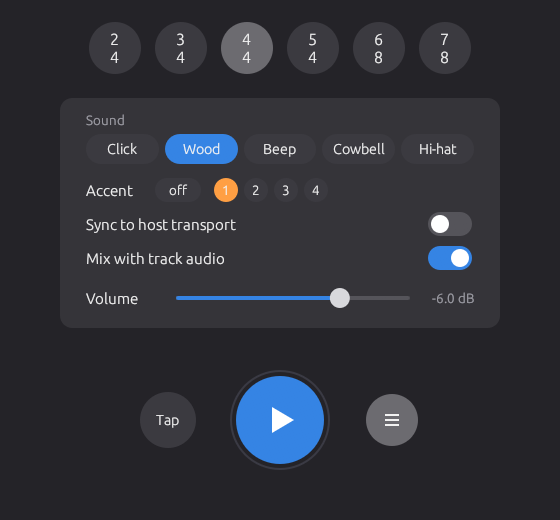 2 3 4 5 6 7
4 4 4 4 8 8
Sound
Click Wood Beep Cowbell Hi-hat
Accent off 1 2 3 4
Sync to host transport
Mix with track audio
Volume -6.0 dB
Tap